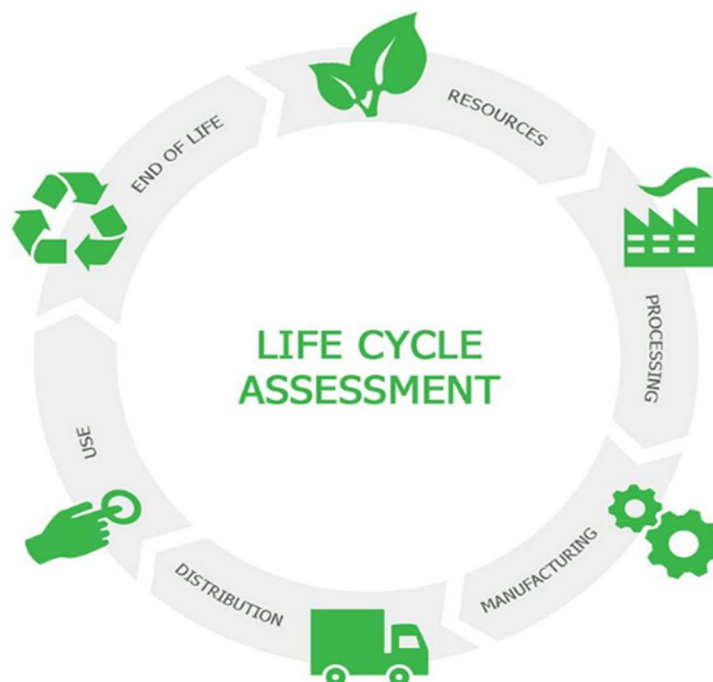 LIFE CYCLE
ASSESSMENT
RESOURCES
PROCESSING
MANUFACTURING
DISTRIBUTION
USE
END OF LIFE